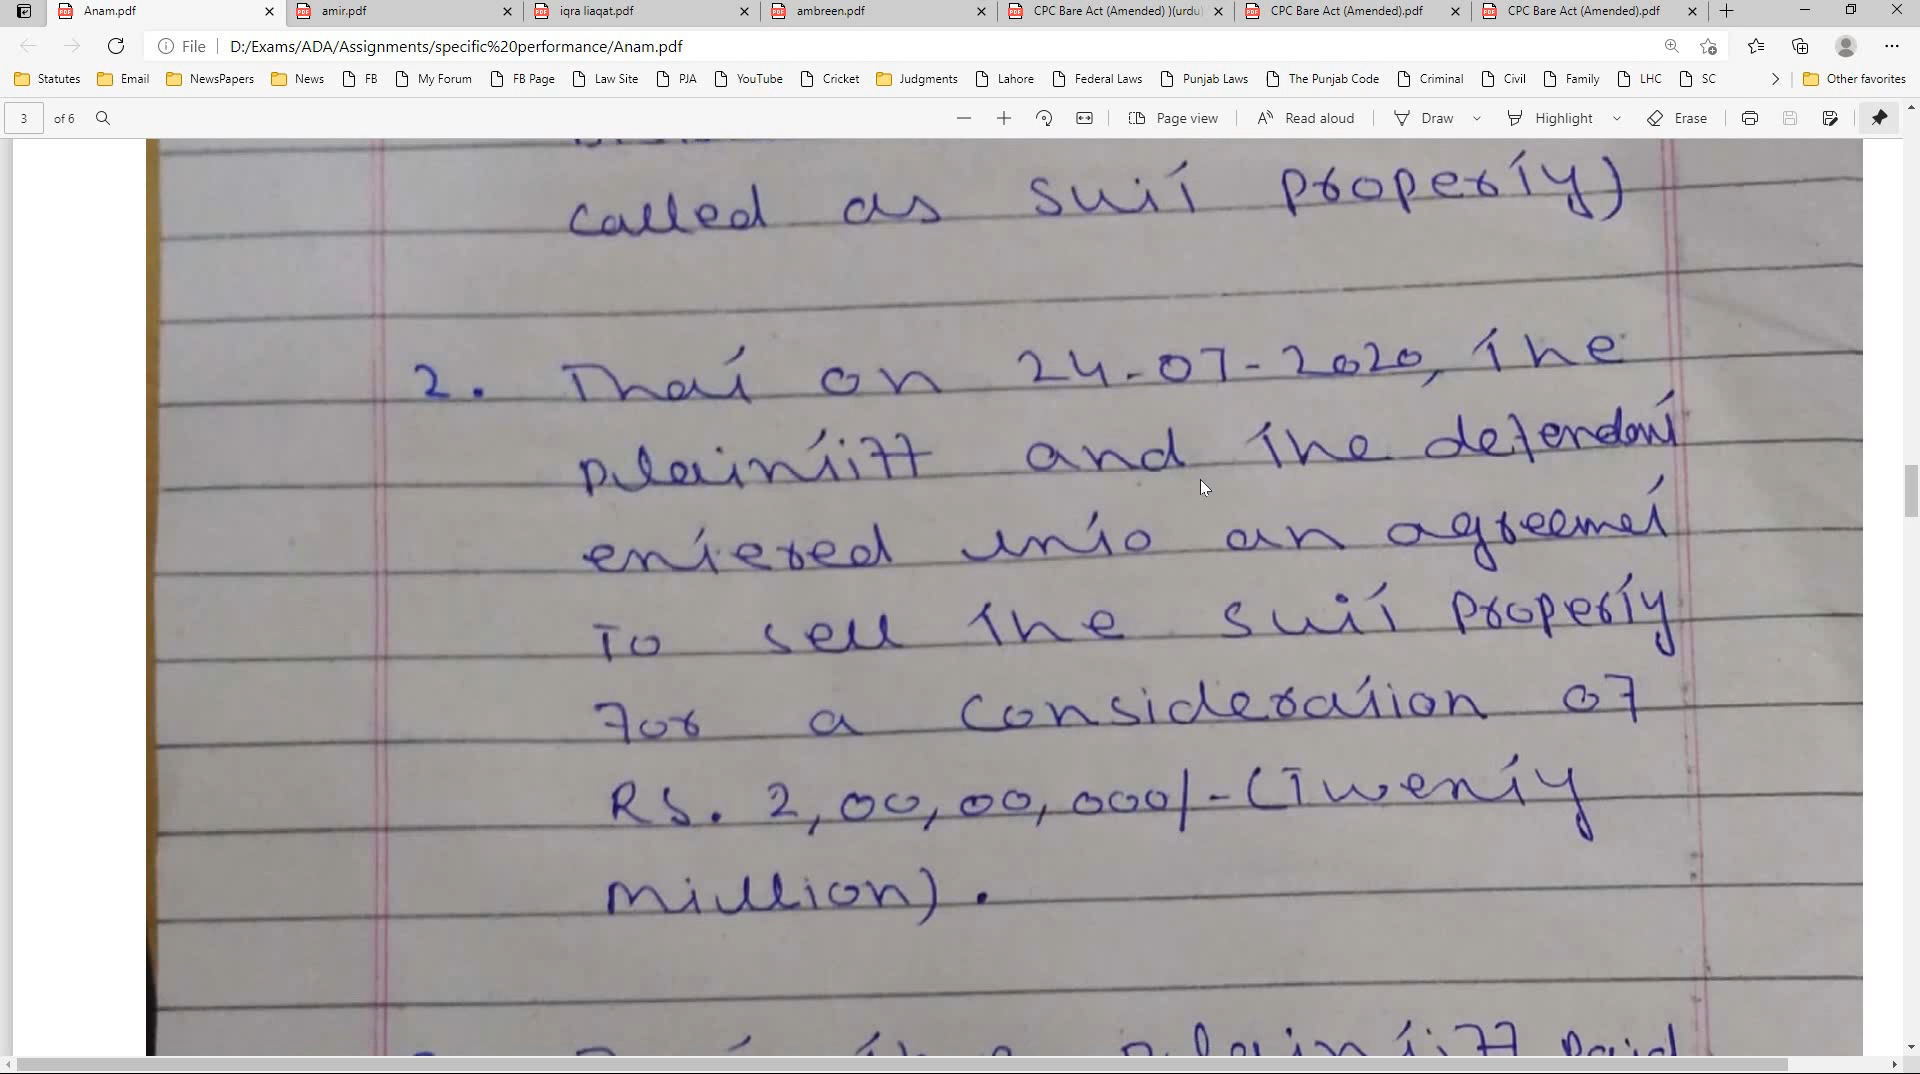 Anam.pdf
amir.pdf
iqra liaqat.pdf
ambreen.pdf
CPC Bare Act (Amended) )(urdu
CPC Bare Act (Amended).pdf
CPC Bare Act (Amended).pdf
File
D:/Exams/ADA/Assignments/specific%20performance/Anam.pdf
Statutes Email NewsPapers News FB My Forum FB Page Law Site PJA YouTube Cricket Judgments Lahore Federal Laws Punjab Laws The Punjab Code Criminal Civil Family LHC SC Other favorites
3 of 6 Page view Read aloud Draw Highlight Erase
called as suit property)
2. That on 24-07-2020, the
plaintiff and the defendant
entered into an agreemet
To sell the suit property
for a consideration of
RS. 2,00,00,000/-(Twenty
million).
the plaintiff paid